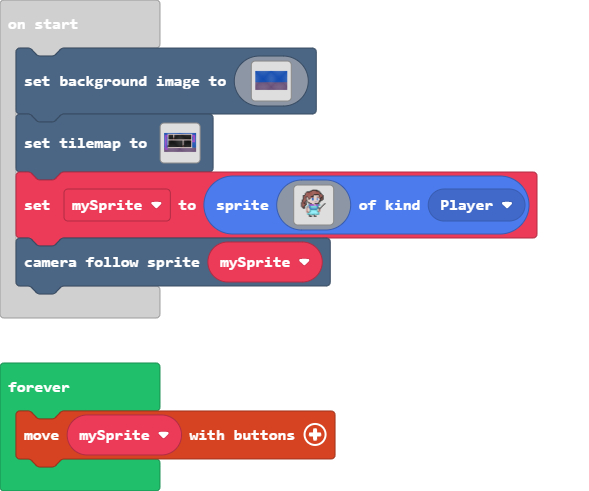 on start
set background image to
set tilemap to
set mySprite to sprite of kind Player
camera follow sprite mySprite
forever
move mySprite with buttons